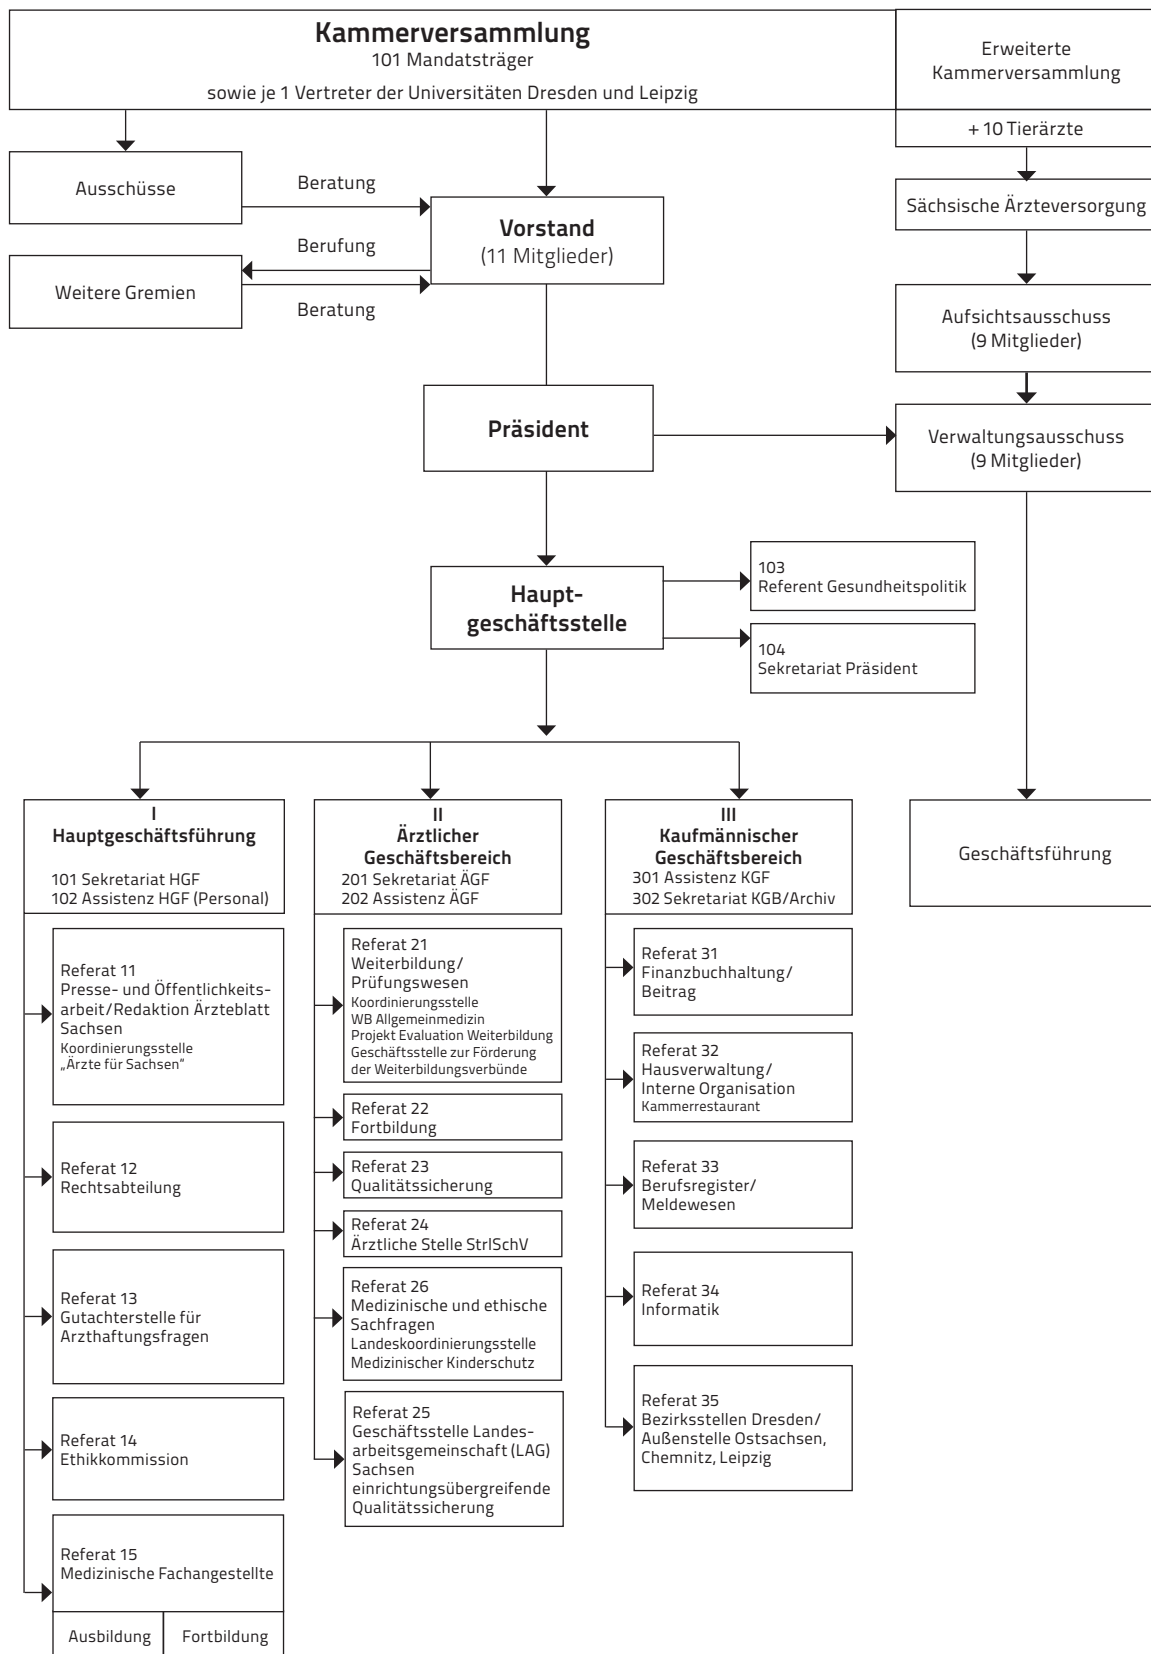 Kammerversammlung
101 Mandatsträger
sowie je 1 Vertreter der Universitäten Dresden und Leipzig
Erweiterte
Kammerversammlung
+ 10 Tierärzte
Ausschüsse
Beratung
Vorstand
(11 Mitglieder)
Berufung
Weitere Gremien
Beratung
Sächsische Ärzteversorgung
Aufsichtsausschuss
(9 Mitglieder)
Präsident
Verwaltungsausschuss
(9 Mitglieder)
Haupt-
geschäftsstelle
103
Referent Gesundheitspolitik
104
Sekretariat Präsident
I
Hauptgeschäftsführung
101 Sekretariat HGF
102 Assistenz HGF (Personal)
Referat 11
Presse- und Öffentlichkeits-
arbeit/Redaktion Ärzteblatt
Sachsen
Koordinierungsstelle
„Ärzte für Sachsen“
Referat 12
Rechtsabteilung
Referat 13
Gutachterstelle für
Arzthaftungsfragen
Referat 14
Ethikkommission
Referat 15
Medizinische Fachangestellte
Ausbildung
Fortbildung
II
Ärztlicher
Geschäftsbereich
201 Sekretariat ÄGF
202 Assistenz ÄGF
Referat 21
Weiterbildung/
Prüfungswesen
Koordinierungsstelle
WB Allgemeinmedizin
Projekt Evaluation Weiterbildung
Geschäftsstelle zur Förderung
der Weiterbildungsverbünde
Referat 22
Fortbildung
Referat 23
Qualitätssicherung
Referat 24
Ärztliche Stelle StrlSchV
Referat 26
Medizinische und ethische
Sachfragen
Landeskoordinierungsstelle
Medizinischer Kinderschutz
Referat 25
Geschäftsstelle Landes-
arbeitsgemeinschaft (LAG)
Sachsen
einrichtungsübergreifende
Qualitätssicherung
III
Kaufmännischer
Geschäftsbereich
301 Assistenz KGF
302 Sekretariat KGB/Archiv
Referat 31
Finanzbuchhaltung/
Beitrag
Referat 32
Hausverwaltung/
Interne Organisation
Kammerrestaurant
Referat 33
Berufsregister/
Meldewesen
Referat 34
Informatik
Referat 35
Bezirksstellen Dresden/
Außenstelle Ostsachsen,
Chemnitz, Leipzig
Geschäftsführung